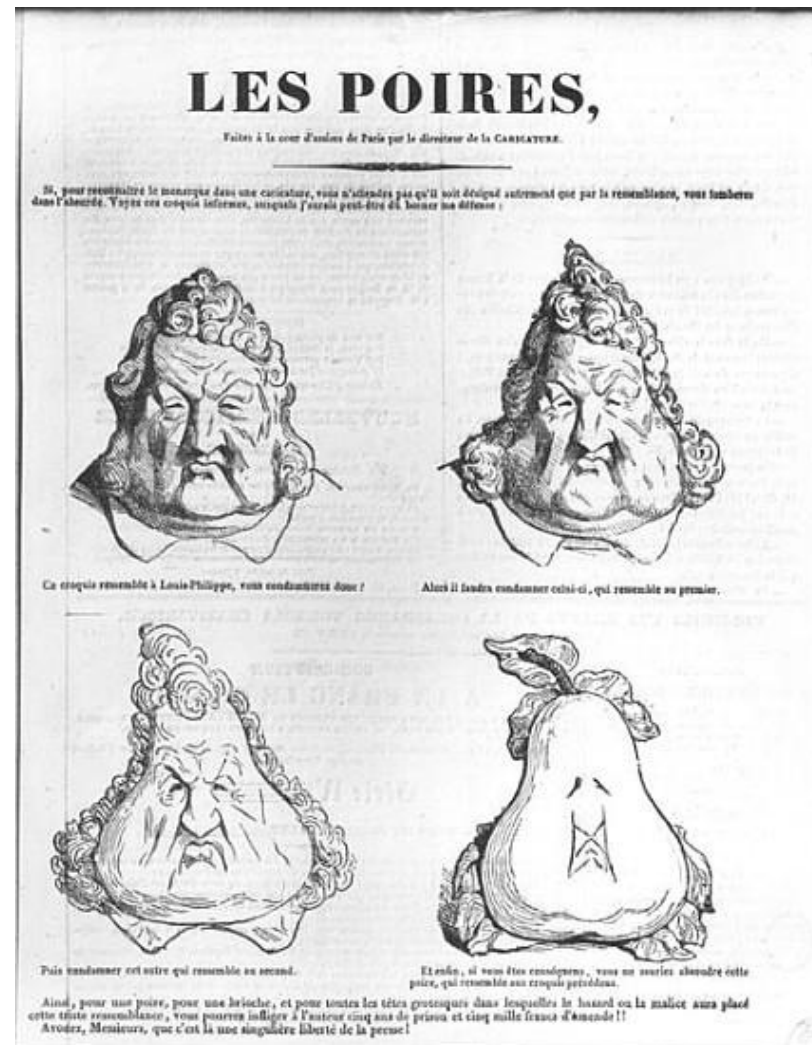 LES POIRES,
Faites à la cour d'assises de Paris par le directeur de la CARICATURE.
Si, pour reconnaître le monarque dans une caricature, vous n'attendez pas qu'il soit désigné autrement que par la ressemblance, vous tomberez
dans l'absurde. Voyez ces croquis informes, auxquels j'aurais peut-être dû borner ma défense :
Ce croquis ressemble à Louis-Philippe, vous condamnerez donc ?
Alors il faudra condamner celui-ci, qui ressemble au premier.
Puis condamner cet autre qui ressemble au second.
Et enfin, si vous êtes conséquens, vous ne sauriez absoudre cette
poire, qui ressemble aux croquis précédens.
Ainsi, pour une poire, pour une brioche, et pour toutes les têtes grotesques dans lesquelles le hasard ou la malice aura placé
cette triste ressemblance, vous pourrez infliger à l'auteur cinq ans de prison et cinq mille francs d'amende !!
Avouez, Messieurs, que c'est là une singulière liberté de la presse !